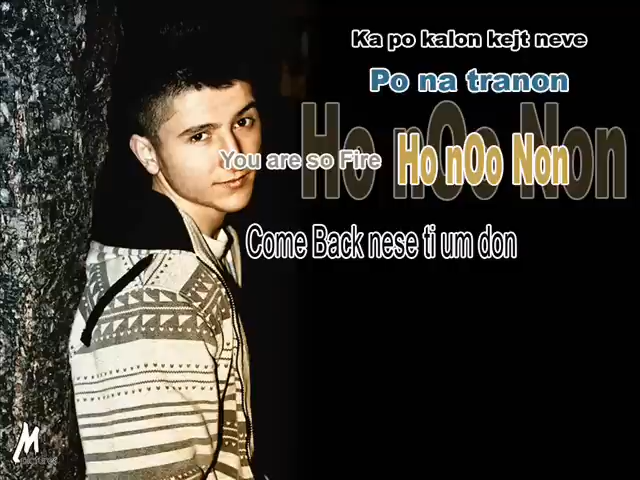 Ka po kalon kejt neve
Po na tranon
Ho nOo Non
You are so Fire
Ho nOo Non
Come Back nese ti um don
M